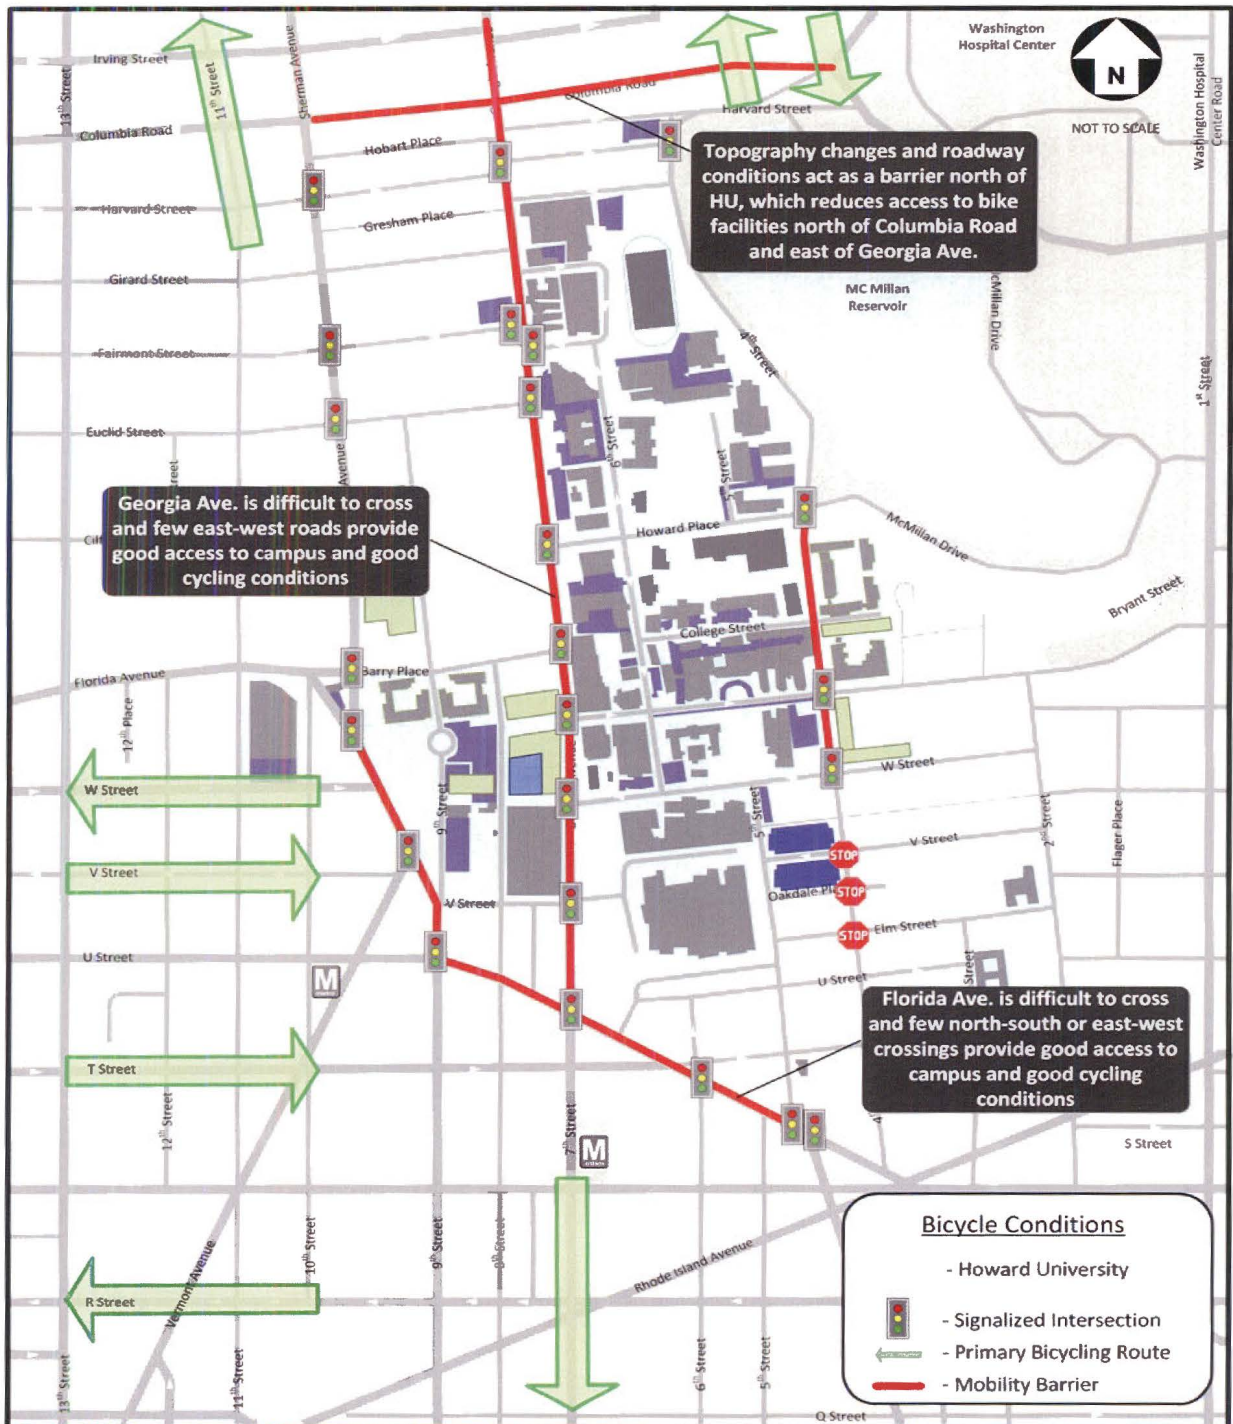 Washington
Hospital Center
N
NOT TO SCALE
Washington Hospital
Center Road
Irving Street
13th Street
11th Street
Sherman Avenue
Columbia Road
Columbia Road
Harvard Street
Hobart Place
Harvard Street
Gresham Place
Girard Street
Topography changes and roadway
conditions act as a barrier north of
HU, which reduces access to bike
facilities north of Columbia Road
and east of Georgia Ave.
MC Millan
Reservoir
McMillan Drive
4th Street
1st Street
Fairmont Street
Euclid Street
6th Street
5th Street
Avenue
Georgia Ave. is difficult to cross
and few east-west roads provide
good access to campus and good
cycling conditions
Howard Place
McMillan Drive
Bryant Street
College Street
Barry Place
Florida Avenue
12th Place
W Street
W Street
9th Street
5th Street
2nd Street
Flager Place
V Street
V Street
V Street
STOP
STOP
STOP
Elm Street
U Street
U Street
M
Street
Florida Ave. is difficult to cross
and few north-south or east-west
crossings provide good access to
campus and good cycling
conditions
T Street
12th Street
7th Street
M
S Street
10th Street
9th Street
8th Street
Rhode Island Avenue
Vermont Avenue
R Street
13th Street
11th Street
6th Street
5th Street
Q Street
Bicycle Conditions
- Howard University
- Signalized Intersection
- Primary Bicycling Route
- Mobility Barrier